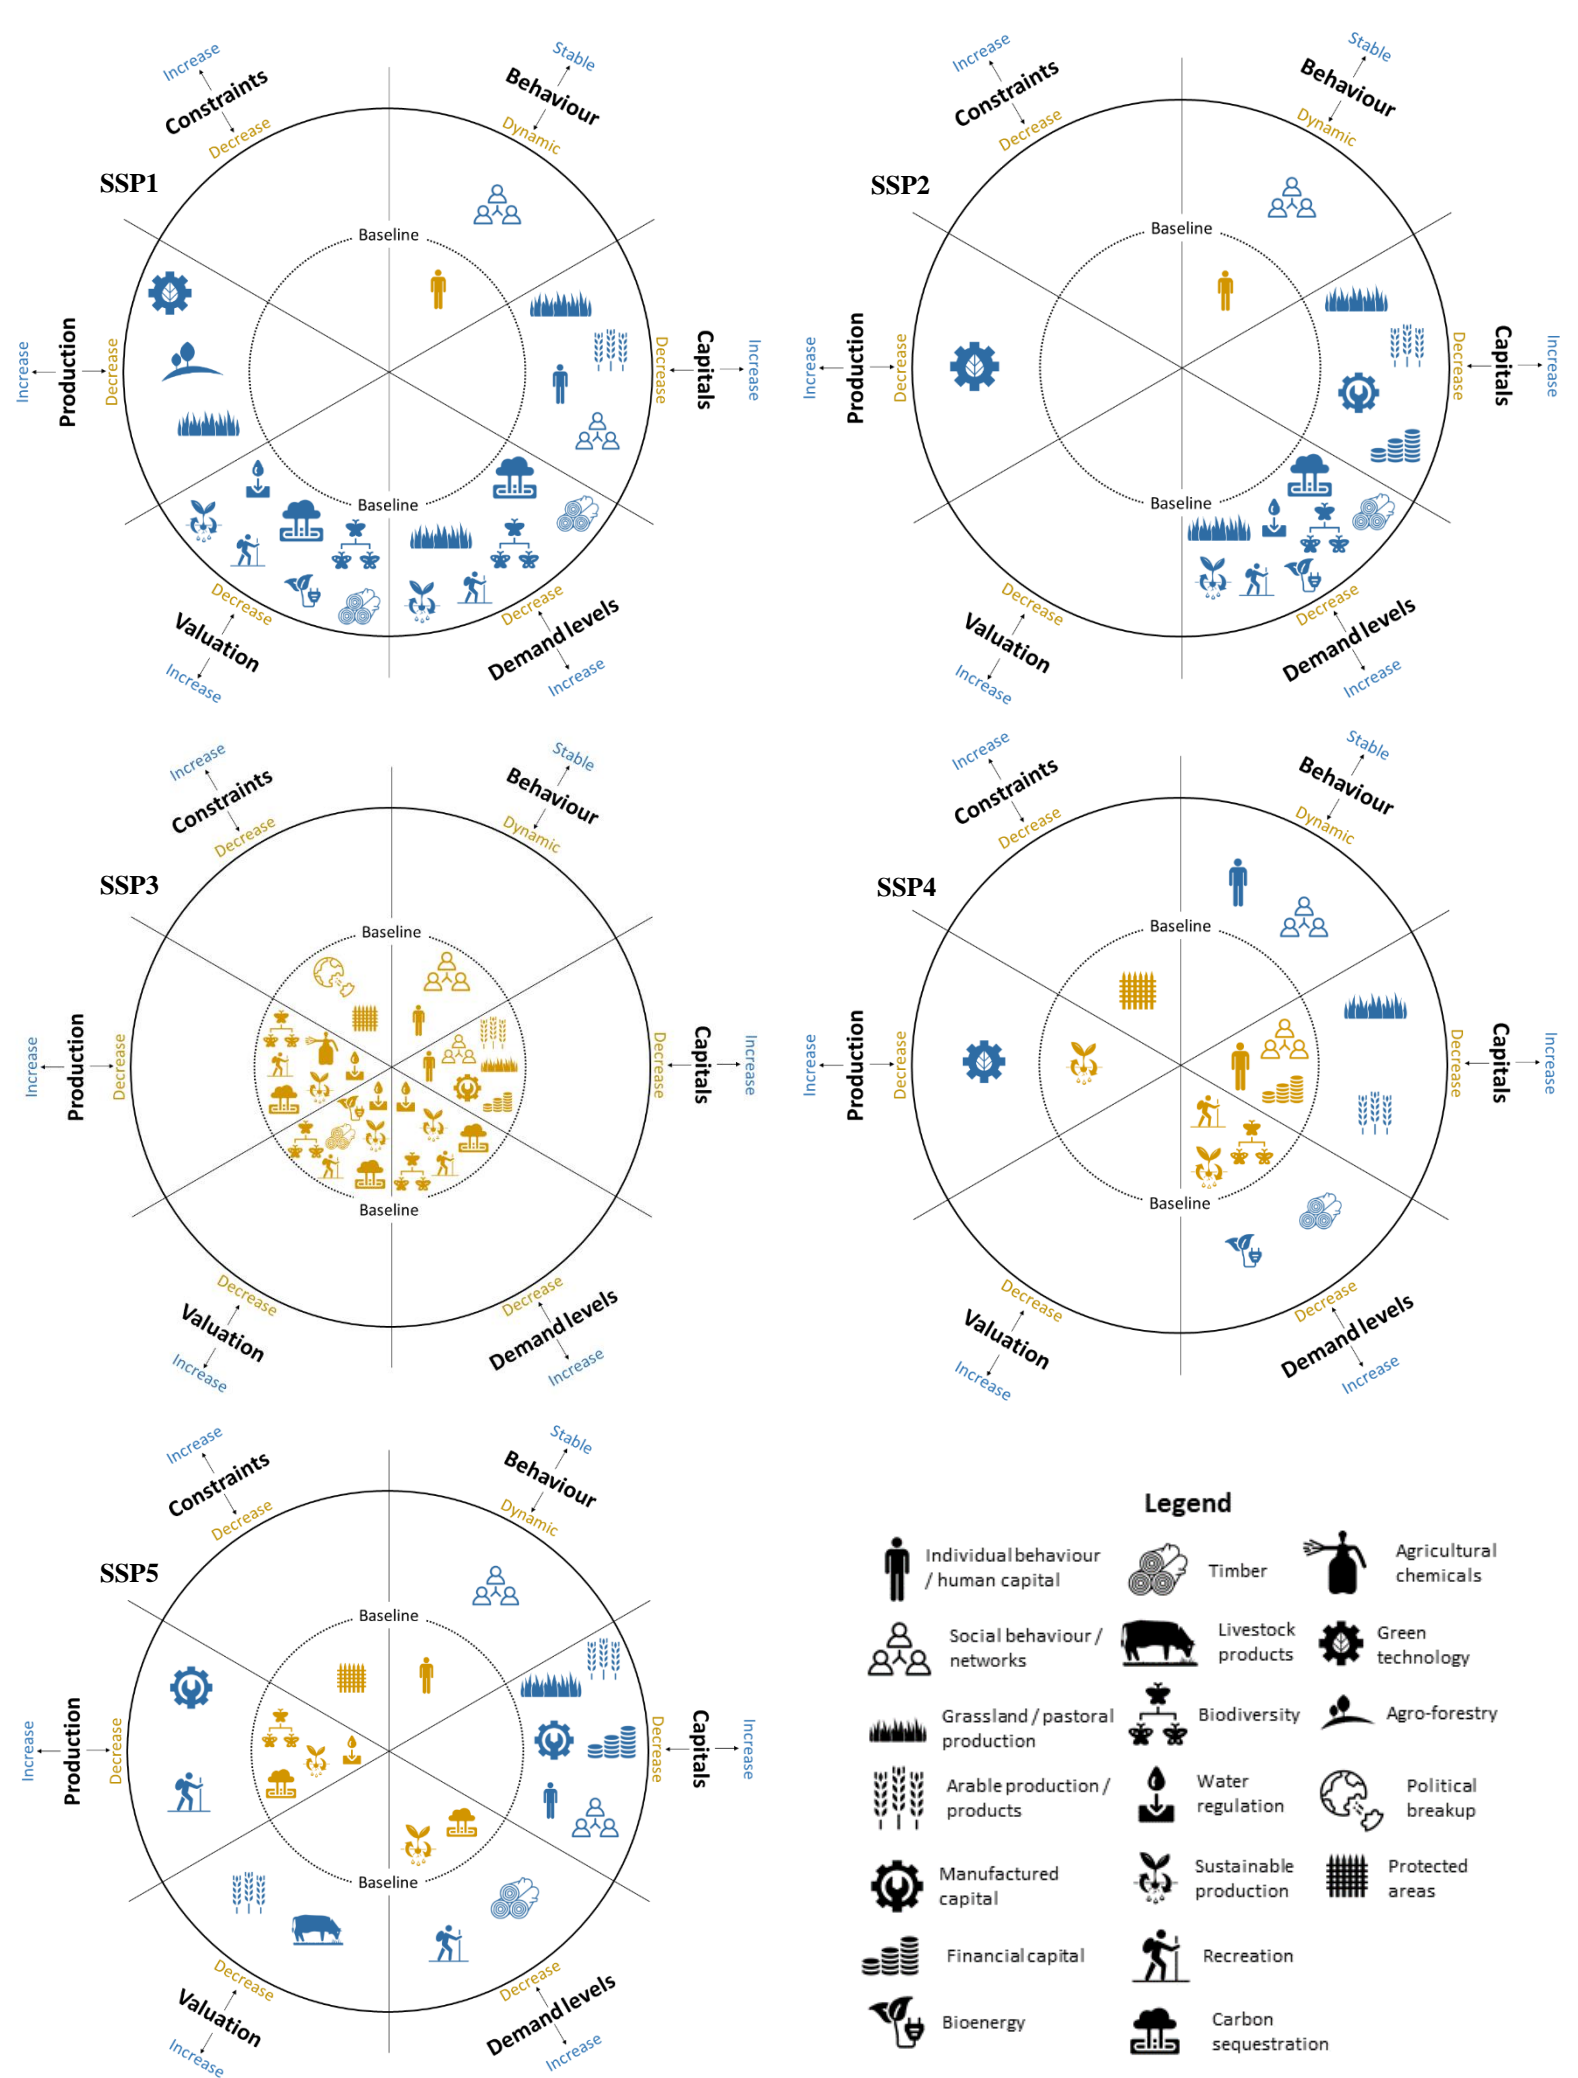 SSP1
Increase
Constraints
Decrease
Stable
Behaviour
Dynamic
Baseline
Increase
Production
Decrease
Decrease
Capitals
Increase
Baseline
Decrease
Valuation
Increase
Decrease
Demand levels
Increase
SSP2
Increase
Constraints
Decrease
Stable
Behaviour
Dynamic
Baseline
Increase
Production
Decrease
Decrease
Capitals
Increase
Baseline
Decrease
Valuation
Increase
Decrease
Demand levels
Increase
SSP3
Increase
Constraints
Decrease
Stable
Behaviour
Dynamic
Baseline
Increase
Production
Decrease
Decrease
Capitals
Increase
Baseline
Decrease
Valuation
Increase
Decrease
Demand levels
Increase
SSP4
Increase
Constraints
Decrease
Stable
Behaviour
Dynamic
Baseline
Increase
Production
Decrease
Decrease
Capitals
Increase
Baseline
Decrease
Valuation
Increase
Decrease
Demand levels
Increase
SSP5
Increase
Constraints
Decrease
Stable
Behaviour
Dynamic
Baseline
Increase
Production
Decrease
Decrease
Capitals
Increase
Baseline
Decrease
Valuation
Increase
Decrease
Demand levels
Increase
Legend
Individual behaviour
/ human capital
Timber
Agricultural
chemicals
Social behaviour /
networks
Livestock
products
Green
technology
Grassland / pastoral
production
Biodiversity
Agro-forestry
Arable production /
products
Water
regulation
Political
breakup
Manufactured
capital
Sustainable
production
Protected
areas
Financial capital
Recreation
Bioenergy
Carbon
sequestration